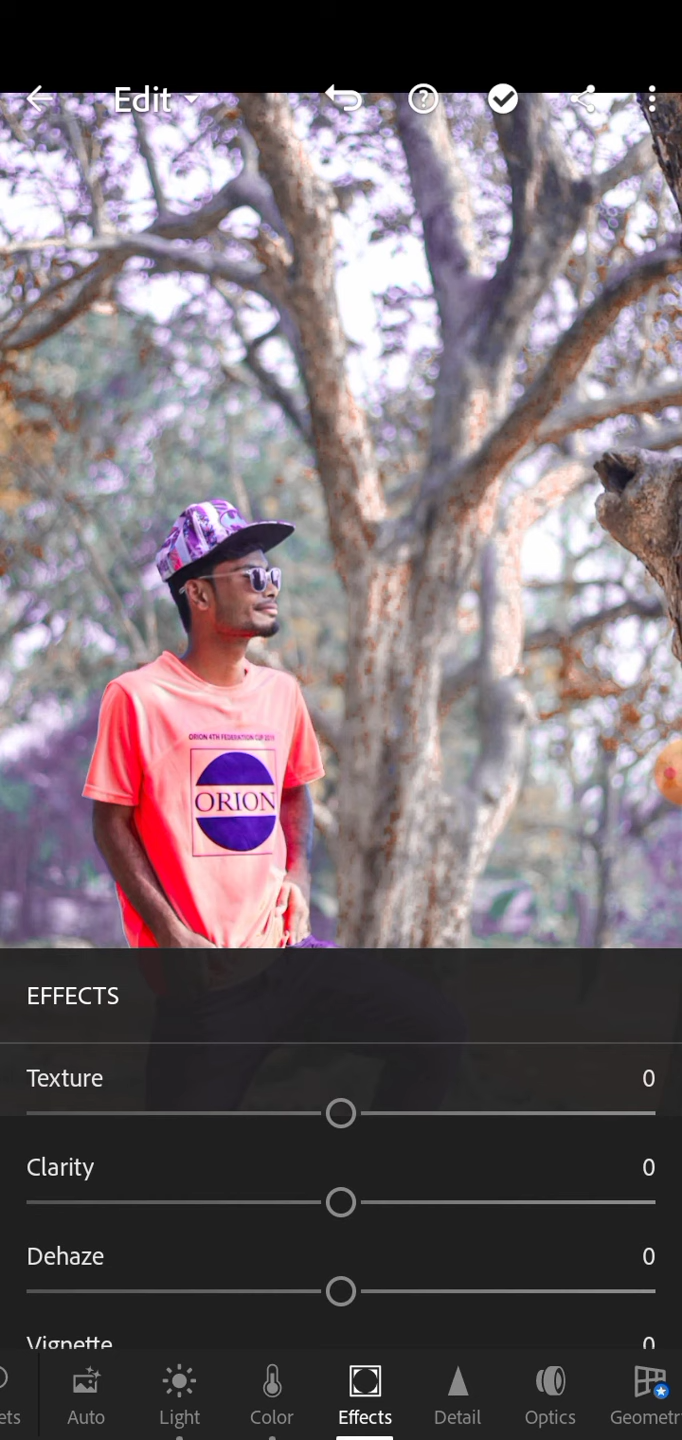 Edit
ORION 4TH FEDERATION CUP 2019
ORION
EFFECTS
Texture 0
Clarity 0
Dehaze 0
Vignette 0
ets Auto Light Color Effects Detail Optics Geometr